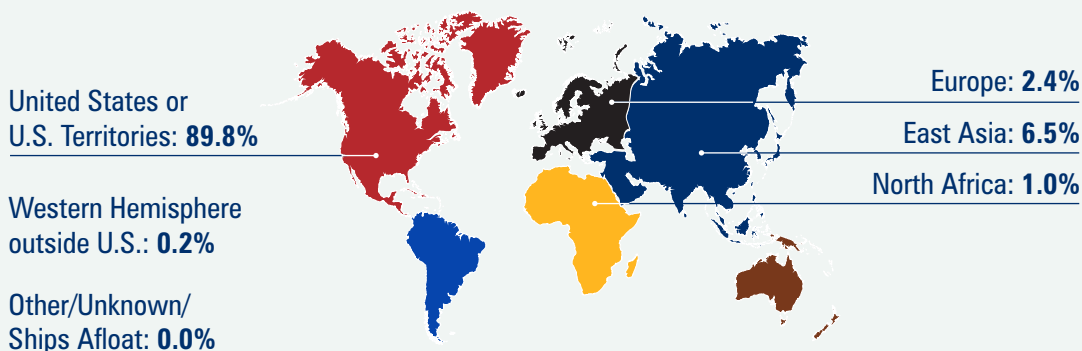 United States or
U.S. Territories: 89.8%
Western Hemisphere
outside U.S.: 0.2%
Other/Unknown/
Ships Afloat: 0.0%
Europe: 2.4%
East Asia: 6.5%
North Africa: 1.0%